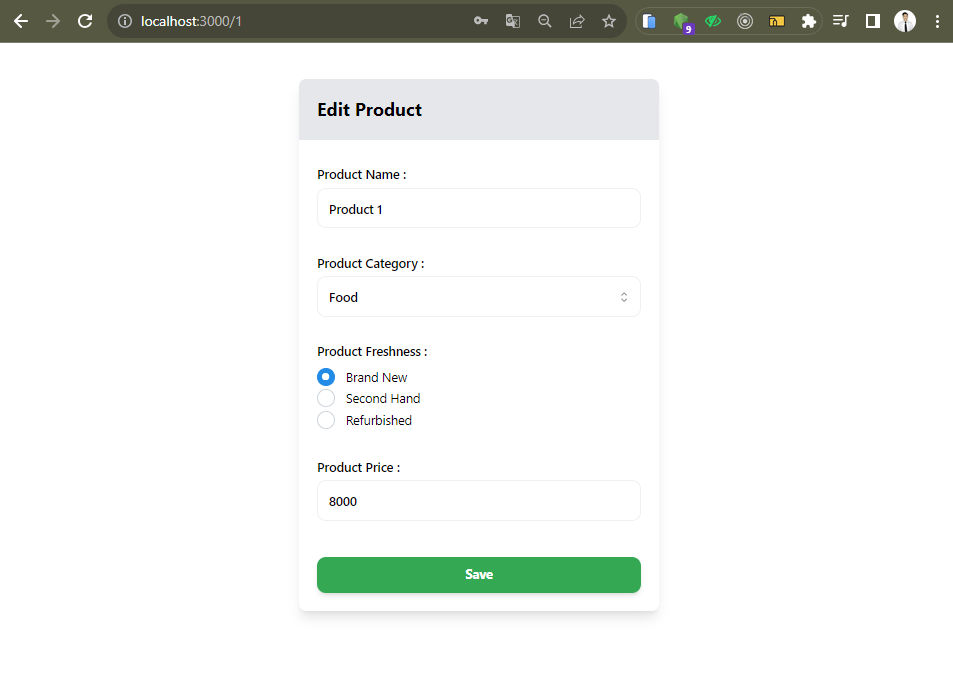 localhost:3000/1
9
Edit Product
Product Name :
Product 1
Product Category :
Food
Product Freshness :
Brand New
Second Hand
Refurbished
Product Price :
8000
Save